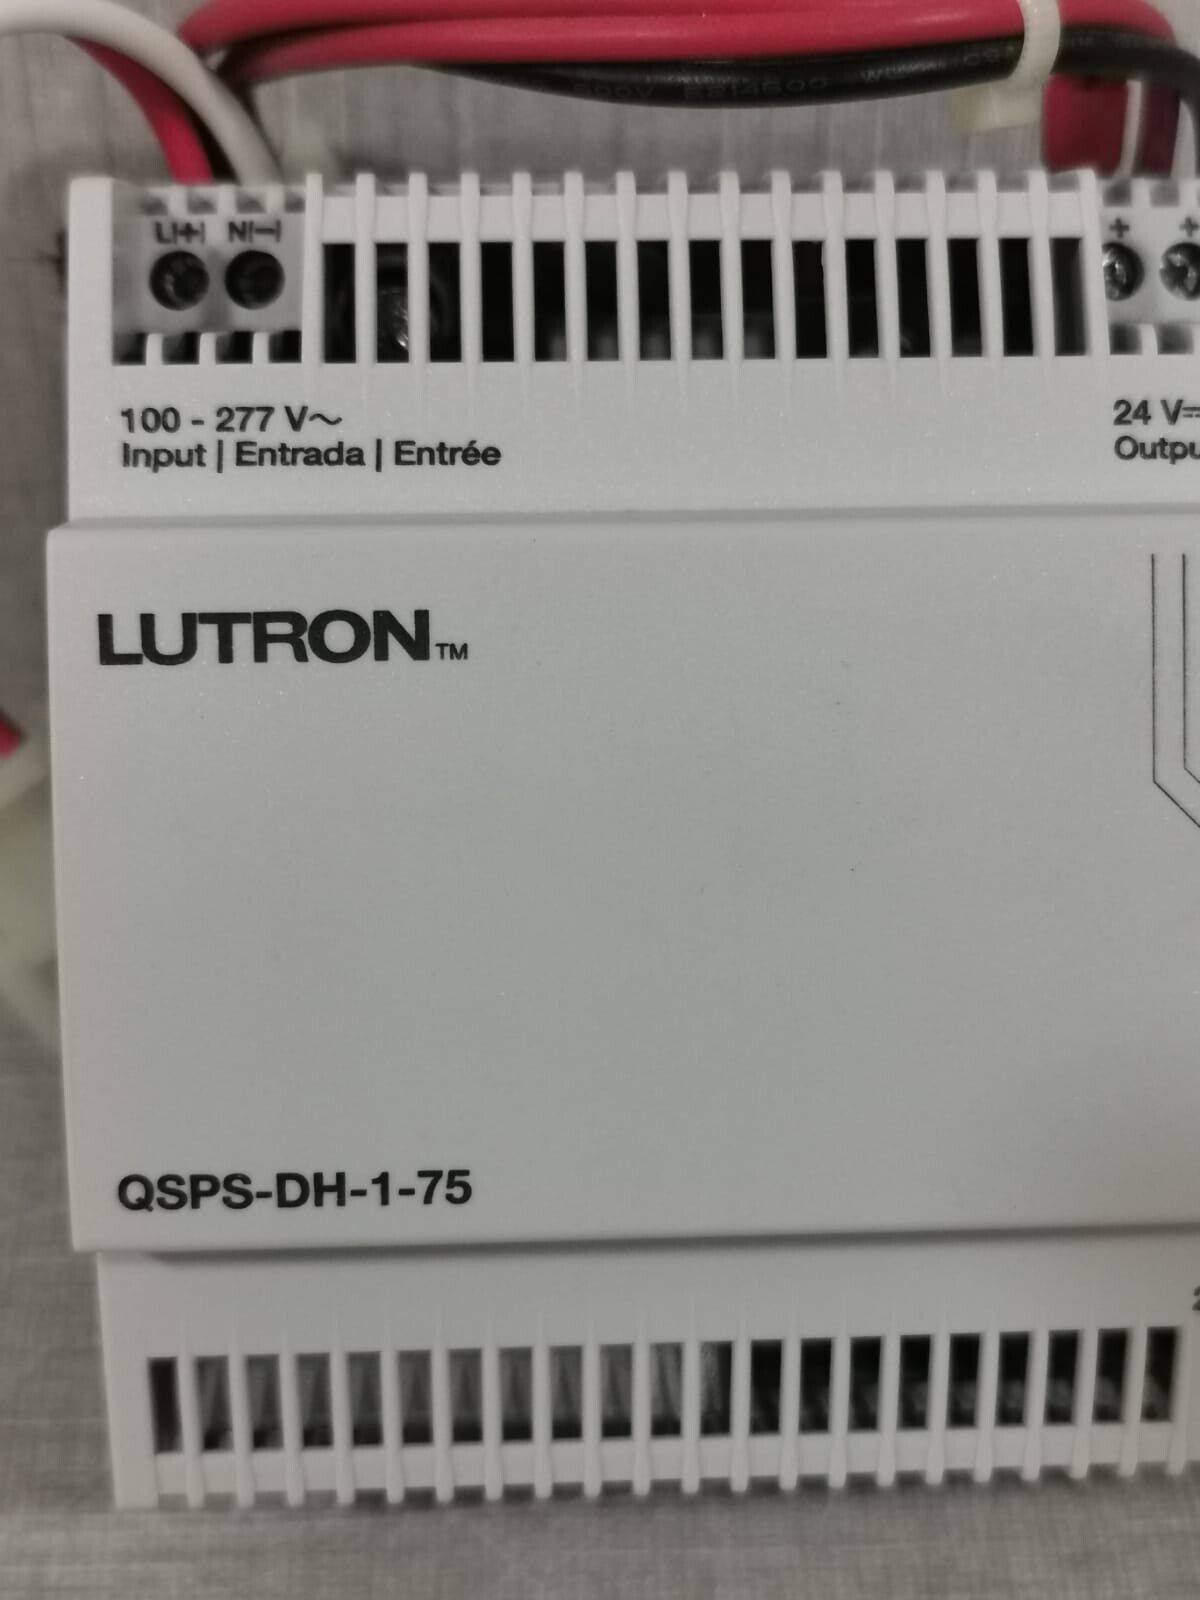 L(+) N(—)
+ +
100 - 277 V~
Input | Entrada | Entrée
24 V⎓
LUTRON™
QSPS-DH-1-75